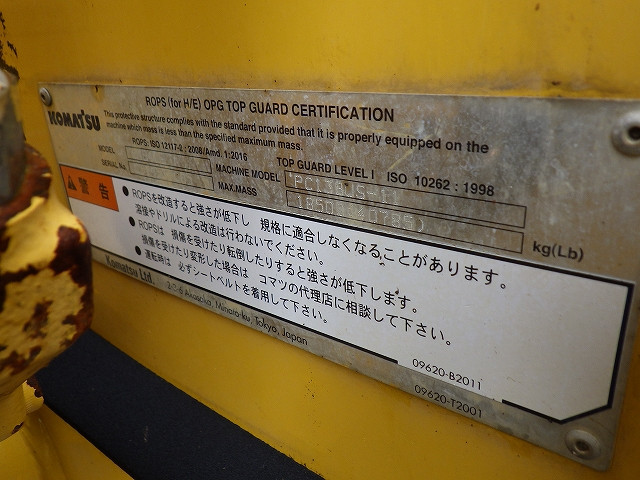 ROPS (for H/E) OPG TOP GUARD CERTIFICATION
KOMATSU
This protective structure complies with the standard provided that it is properly equipped on the
machine which mass is less than the specified maximum mass.
ROPS: ISO 12117-2 : 2008/Amd. 1:2016
TOP GUARD LEVEL I ISO 10262 : 1998
MODEL
SERIAL No.
MACHINE MODEL PC138US-11
MAX.MASS kg(Lb)
警告
● ROPSを改造すると強さが低下し 規格に適合しなくなることがあります。
溶接やドリルによる改造は行わないでください。
● ROPSは 損傷を受けたり転倒したりすると強さが低下します。
損傷を受けたり変形した場合は コマツの代理店に相談して下さい。
● 運転時は 必ずシートベルトを着用して下さい。
Komatsu Ltd. 2-3-6 Akasaka, Minato-ku, Tokyo, Japan
09620-B2011
09620-T2001